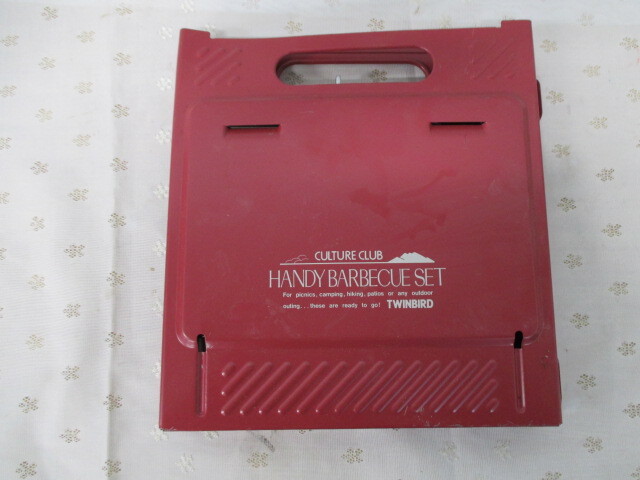 CULTURE CLUB
HANDY BARBECUE SET
For picnics, camping, hiking, patios or any outdoor
outing...these are ready to go! TWINBIRD